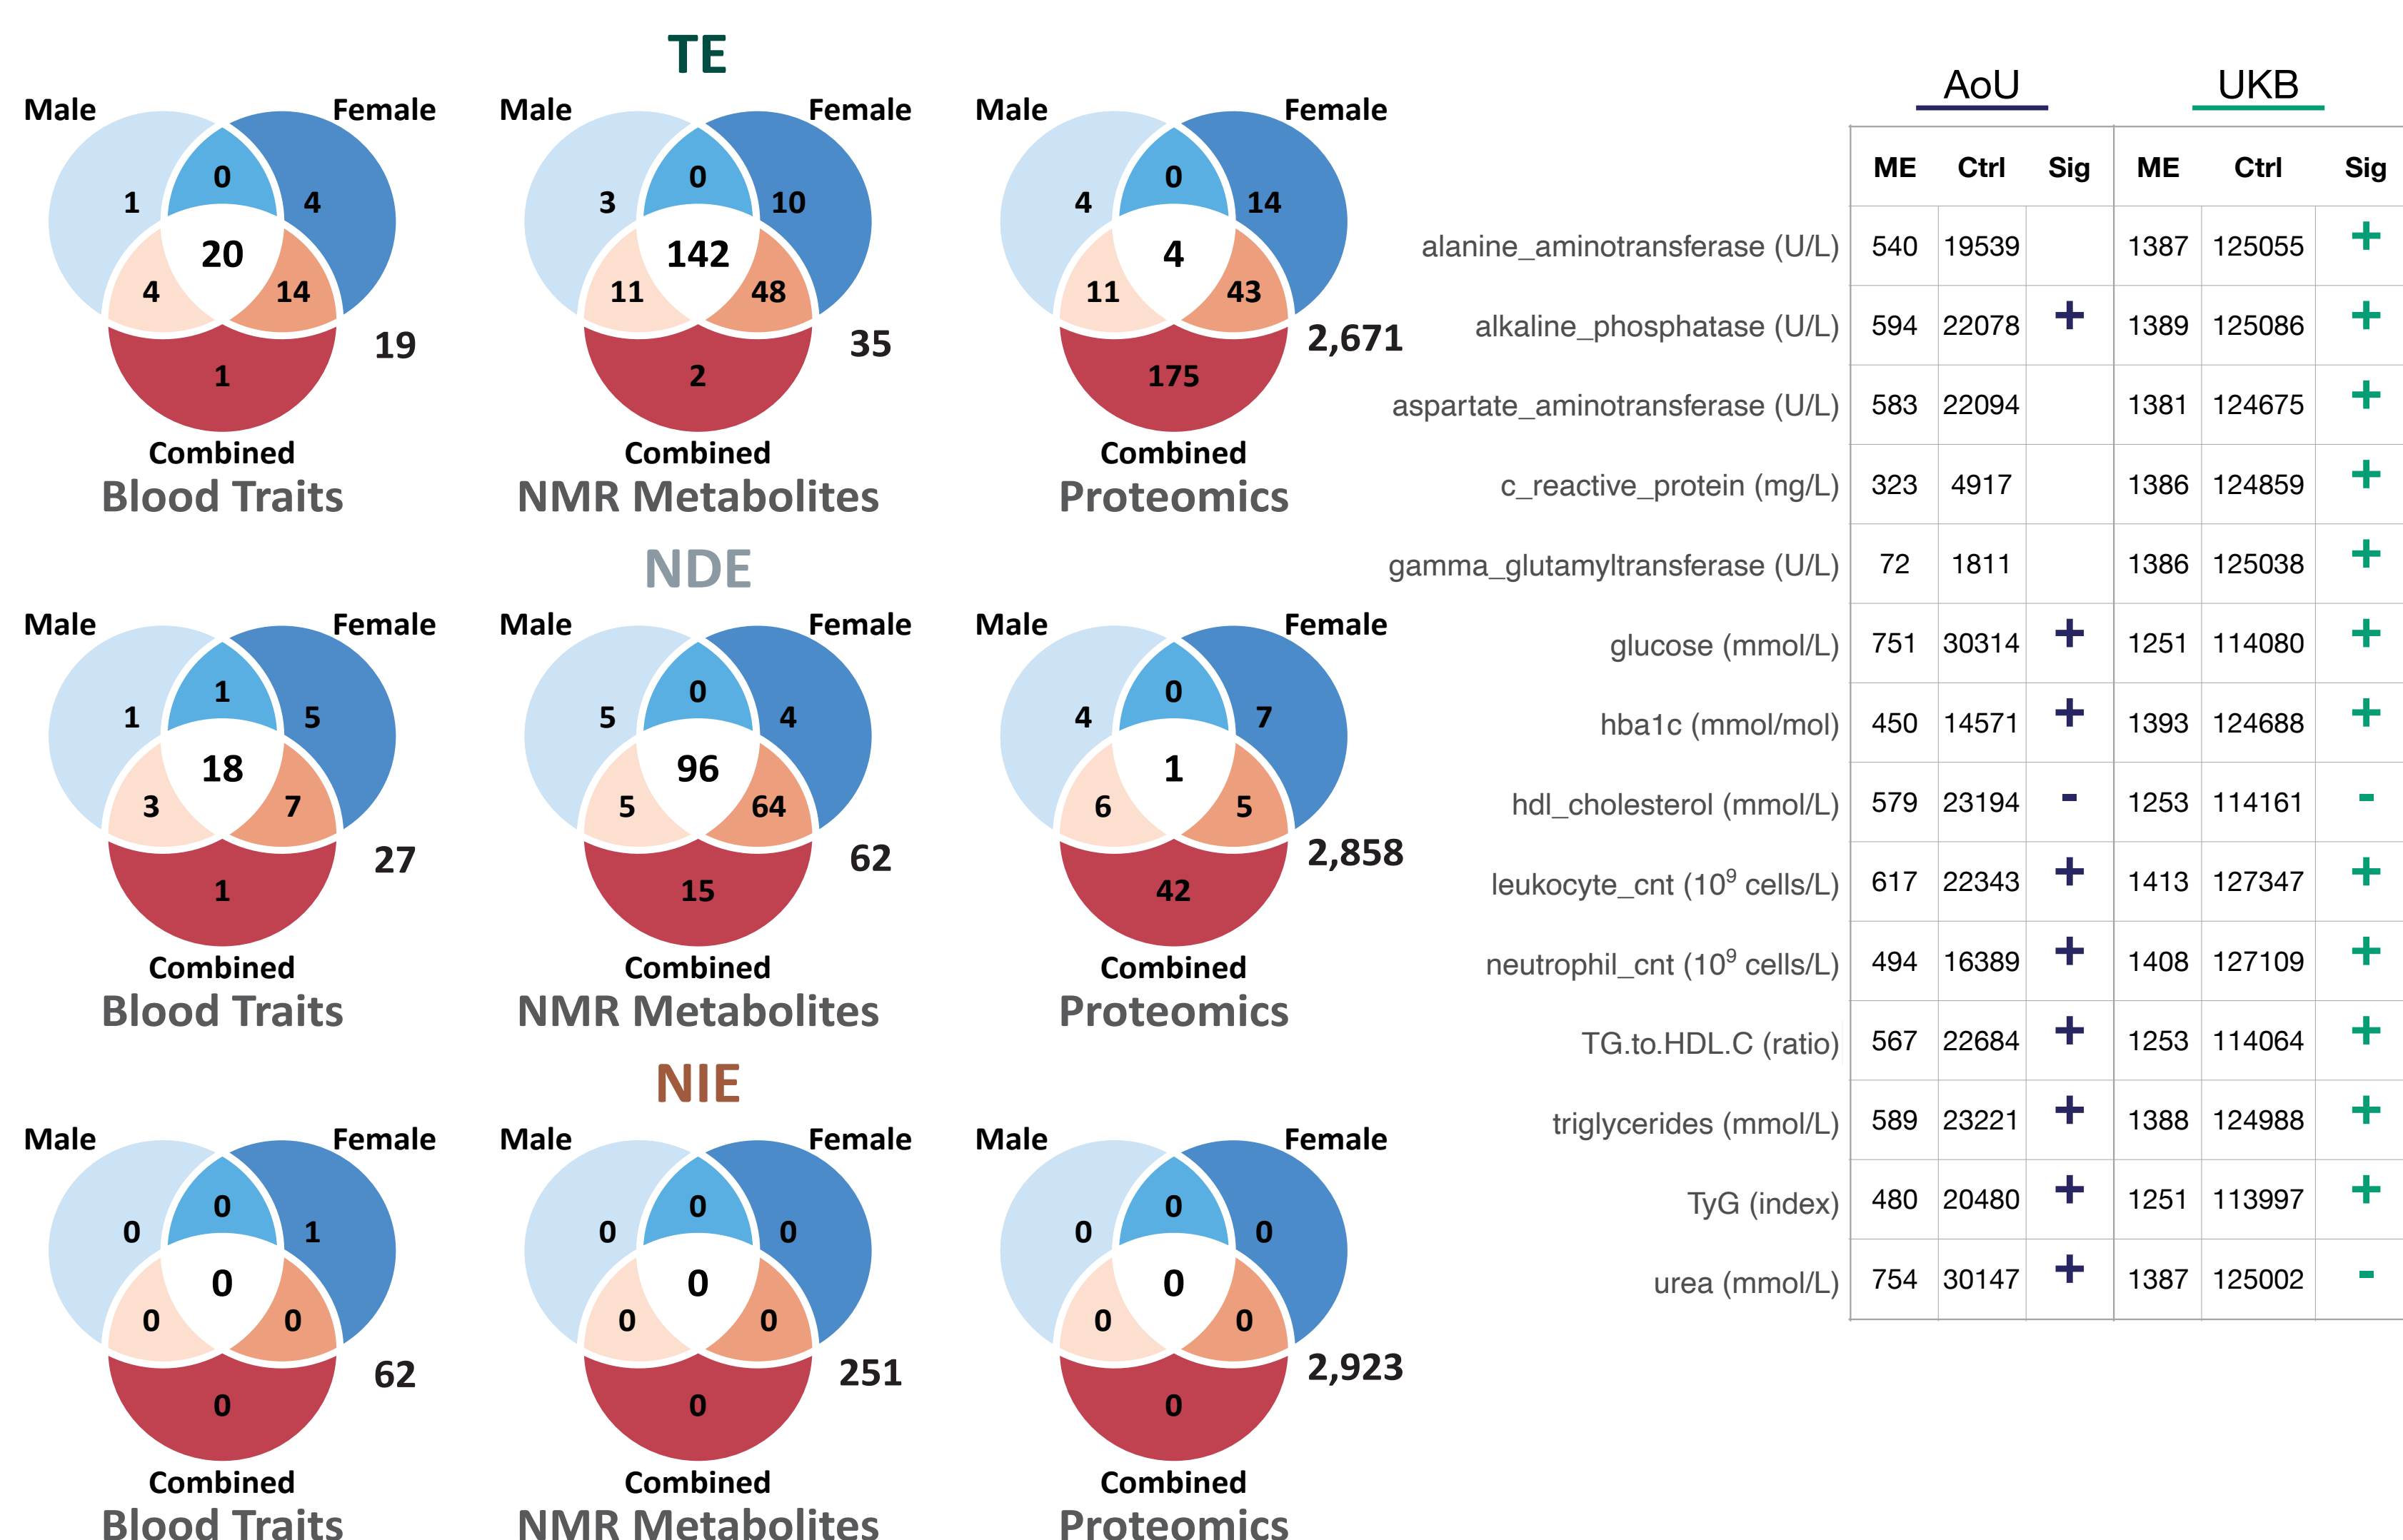 TE
Male Female Male Female Male Female
0 0 0
1 4 3 10 4 14
20 142 4
4 14 11 48 11 43
19 35 2,671
1 2 175
Combined Combined Combined
Blood Traits NMR Metabolites Proteomics
NDE
Male Female Male Female Male Female
1 0 0
1 5 5 4 4 7
18 96 1
3 7 5 64 6 5
27 62 2,858
1 15 42
Combined Combined Combined
Blood Traits NMR Metabolites Proteomics
NIE
Male Female Male Female Male Female
0 0 0
0 1 0 0 0 0
0 0 0
0 0 0 0 0 0
62 251 2,923
0 0 0
Combined Combined Combined
Blood Traits NMR Metabolites Proteomics
AoU UKB
ME Ctrl Sig ME Ctrl Sig
alanine_aminotransferase (U/L) 540 19539 1387 125055 +
alkaline_phosphatase (U/L) 594 22078 + 1389 125086 +
aspartate_aminotransferase (U/L) 583 22094 1381 124675 +
c_reactive_protein (mg/L) 323 4917 1386 124859 +
gamma_glutamyltransferase (U/L) 72 1811 1386 125038 +
glucose (mmol/L) 751 30314 + 1251 114080 +
hba1c (mmol/mol) 450 14571 + 1393 124688 +
hdl_cholesterol (mmol/L) 579 23194 - 1253 114161 -
leukocyte_cnt (10⁹ cells/L) 617 22343 + 1413 127347 +
neutrophil_cnt (10⁹ cells/L) 494 16389 + 1408 127109 +
TG.to.HDL.C (ratio) 567 22684 + 1253 114064 +
triglycerides (mmol/L) 589 23221 + 1388 124988 +
TyG (index) 480 20480 + 1251 113997 +
urea (mmol/L) 754 30147 + 1387 125002 -